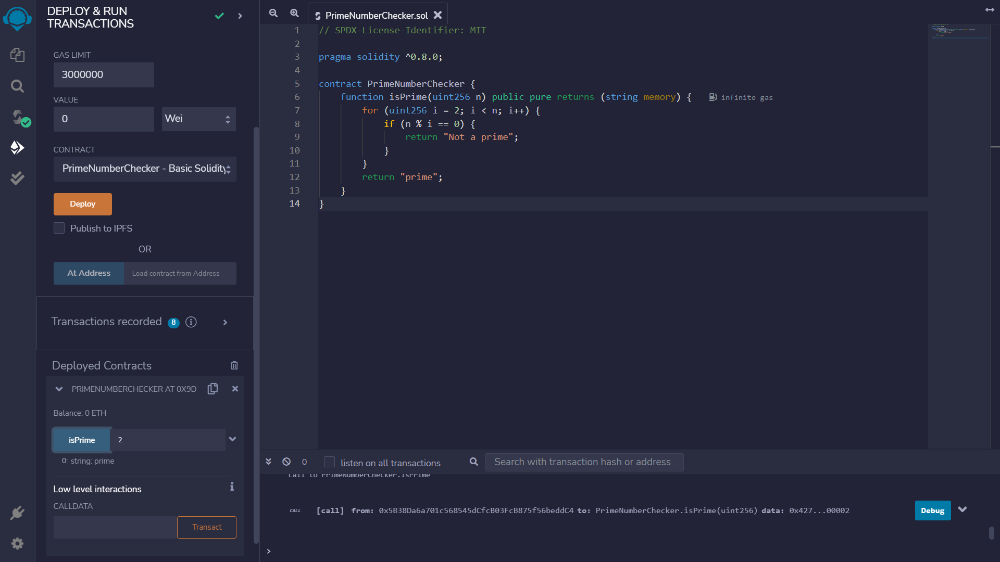 DEPLOY & RUN
TRANSACTIONS
GAS LIMIT
3000000
VALUE
0
Wei
CONTRACT
PrimeNumberChecker - Basic Solidity
Deploy
Publish to IPFS
OR
At Address
Load contract from Address
Transactions recorded 8
Deployed Contracts
PRIMENUMBERCHECKER AT 0X9D
Balance: 0 ETH
isPrime
2
0: string: prime
Low level interactions
CALLDATA
Transact
PrimeNumberChecker.sol
1 // SPDX-License-Identifier: MIT
2
3 pragma solidity ^0.8.0;
4
5 contract PrimeNumberChecker {
6 function isPrime(uint256 n) public pure returns (string memory) { infinite gas
7 for (uint256 i = 2; i < n; i++) {
8 if (n % i == 0) {
9 return "Not a prime";
10 }
11 }
12 return "prime";
13 }
14 }
0
listen on all transactions
Search with transaction hash or address
call to PrimeNumberChecker.isPrime
CALL [call] from: 0x5B38Da6a701c568545dCfcB03FcB875f56beddC4 to: PrimeNumberChecker.isPrime(uint256) data: 0x427...00002
Debug
>